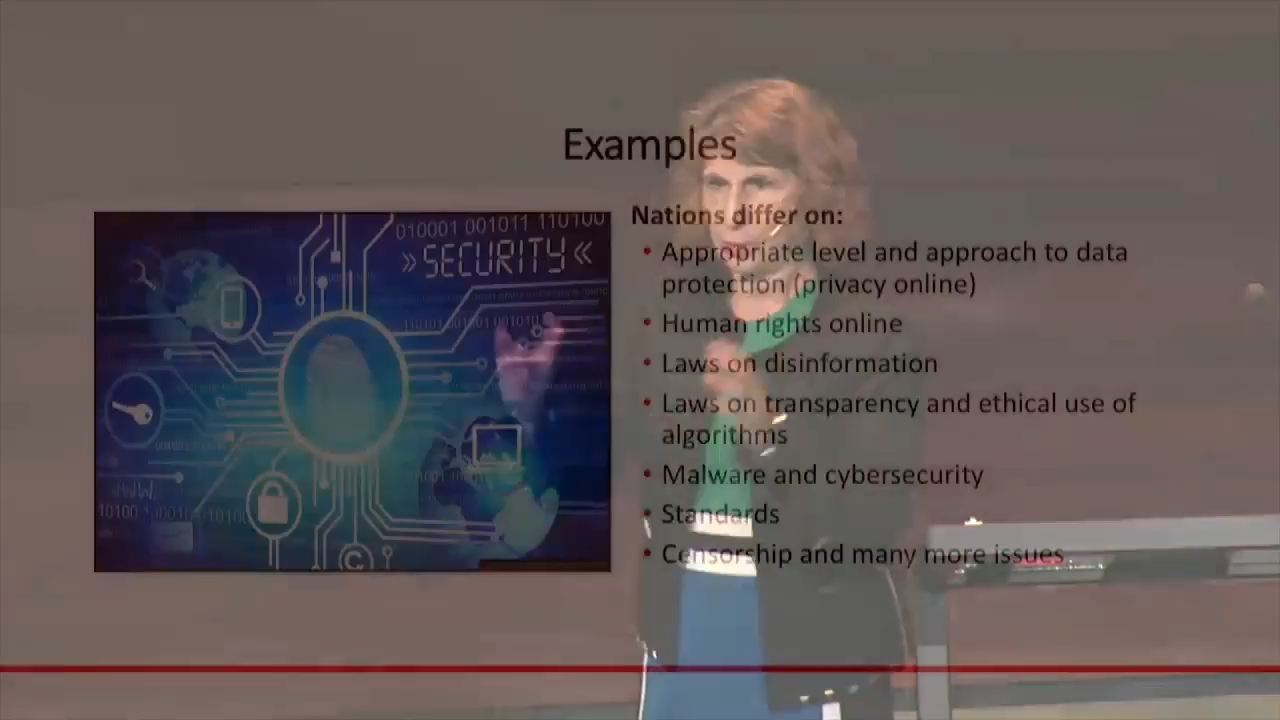 Examples
010001 001011 110100
» SECURITY «
Nations differ on:
• Appropriate level and approach to data
protection (privacy online)
• Human rights online
• Laws on disinformation
• Laws on transparency and ethical use of
algorithms
• Malware and cybersecurity
• Standards
• Censorship and many more issues